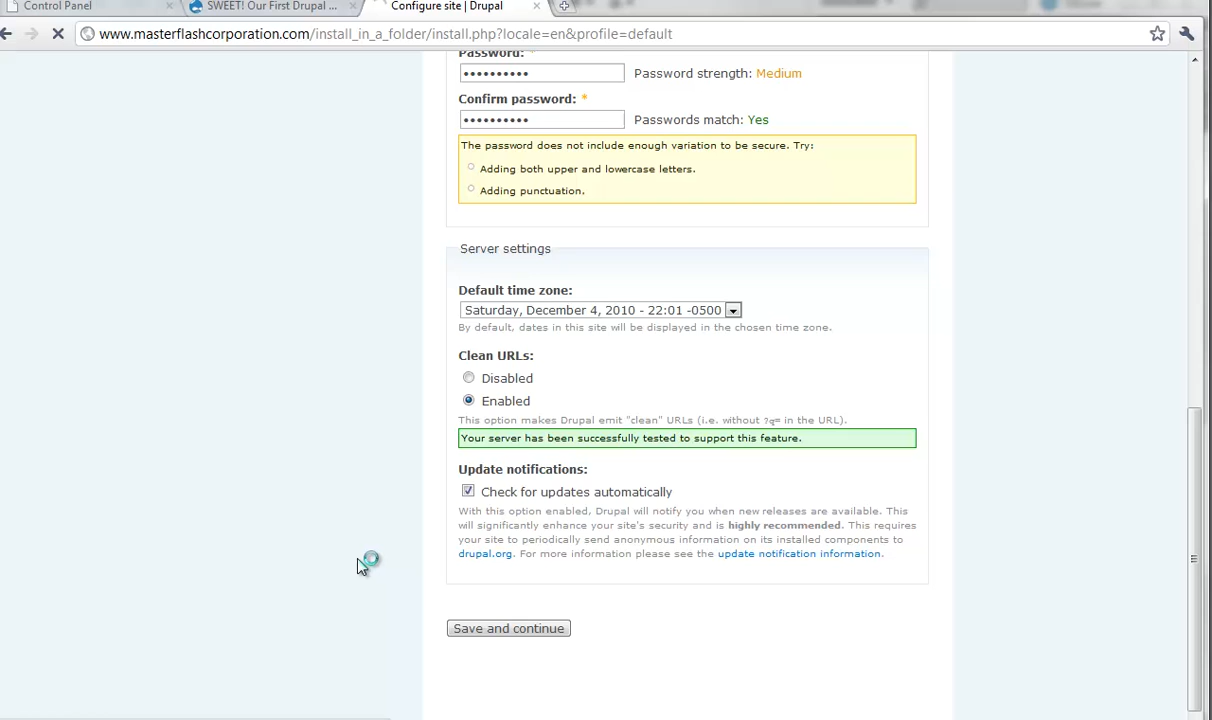 Control Panel
SWEET! Our First Drupal ...
Configure site | Drupal
www.masterflashcorporation.com/install_in_a_folder/install.php?locale=en&profile=default
Password: *
•••••••••• Password strength: Medium
Confirm password: *
•••••••••• Passwords match: Yes
The password does not include enough variation to be secure. Try:
Adding both upper and lowercase letters.
Adding punctuation.
Server settings
Default time zone:
Saturday, December 4, 2010 - 22:01 -0500
By default, dates in this site will be displayed in the chosen time zone.
Clean URLs:
Disabled
Enabled
This option makes Drupal emit "clean" URLs (i.e. without ?q= in the URL).
Your server has been successfully tested to support this feature.
Update notifications:
Check for updates automatically
With this option enabled, Drupal will notify you when new releases are available. This
will significantly enhance your site's security and is highly recommended. This requires
your site to periodically send anonymous information on its installed components to
drupal.org. For more information please see the update notification information.
Save and continue